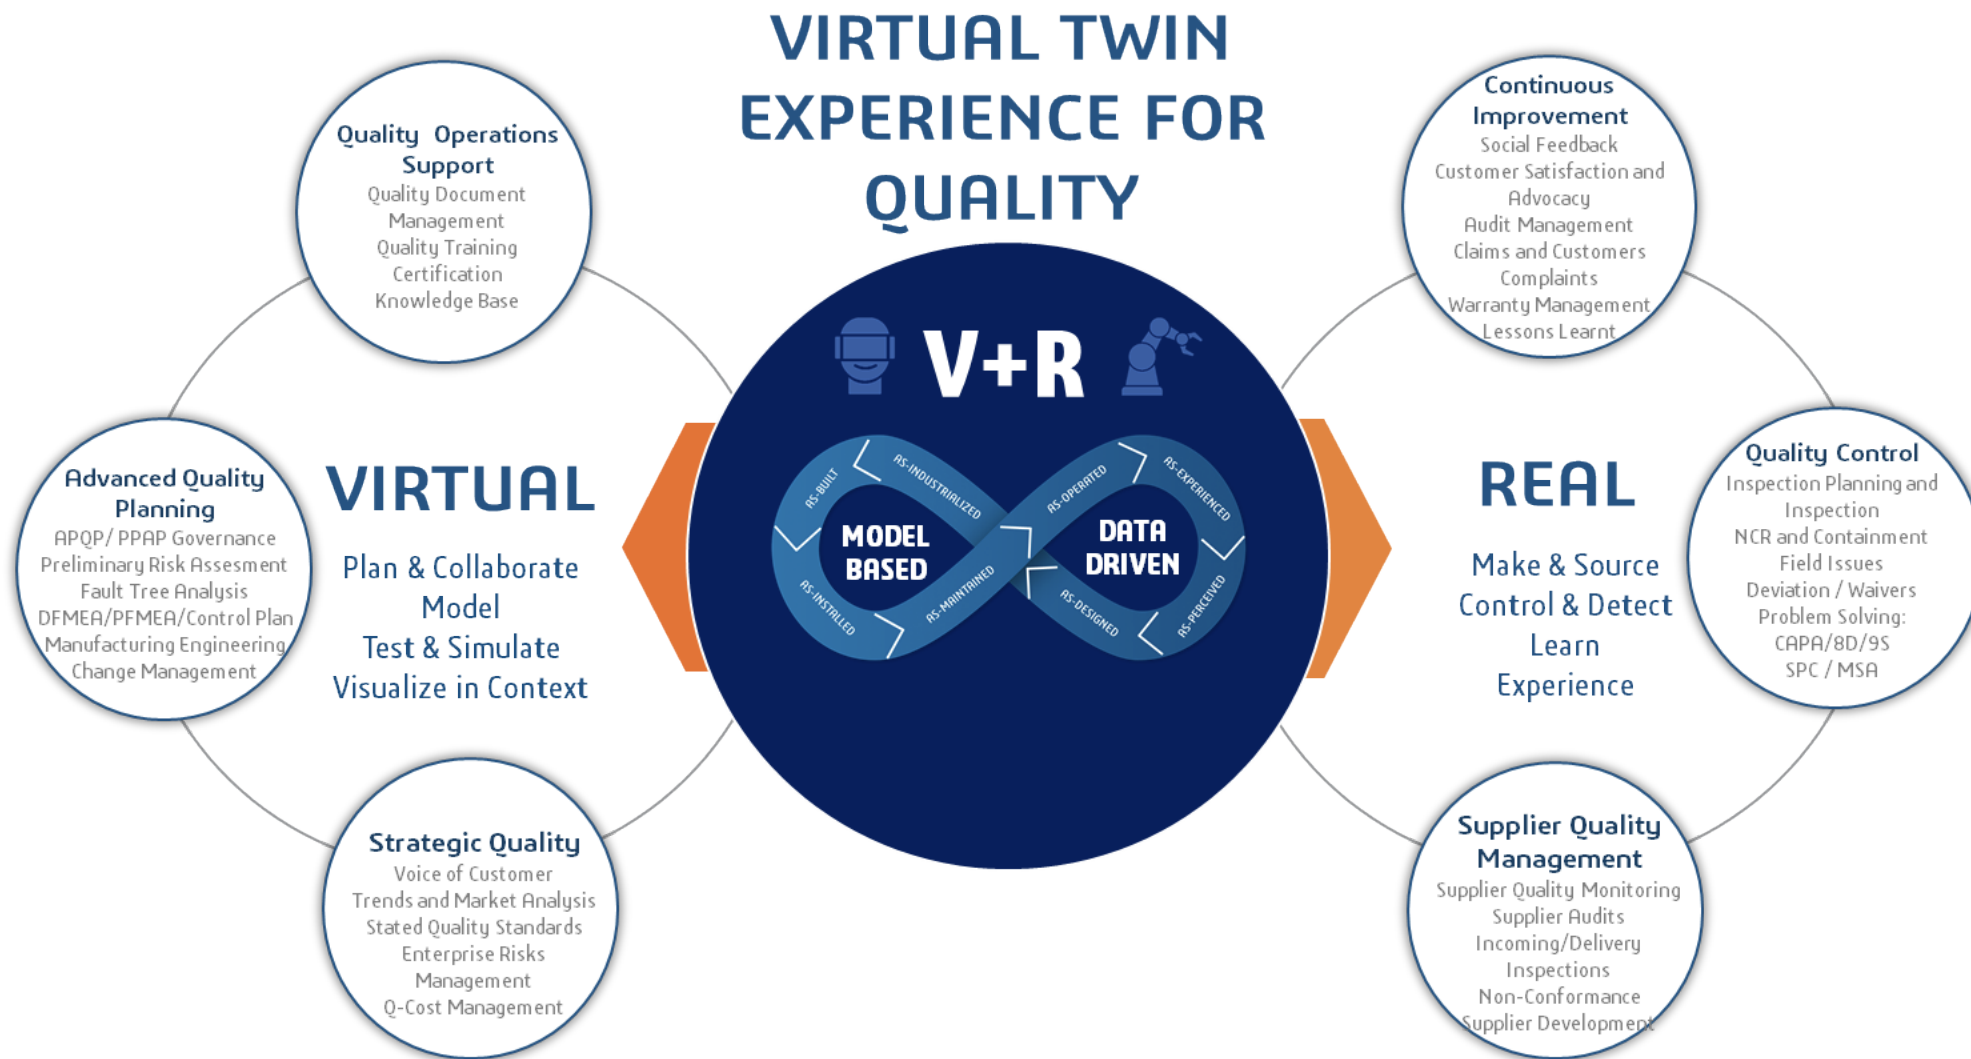 VIRTUAL TWIN
EXPERIENCE FOR
QUALITY
Quality Operations
Support
Quality Document
Management
Quality Training
Certification
Knowledge Base
Advanced Quality
Planning
APQP/ PPAP Governance
Preliminary Risk Assesment
Fault Tree Analysis
DFMEA/PFMEA/Control Plan
Manufacturing Engineering
Change Management
Strategic Quality
Voice of Customer
Trends and Market Analysis
Stated Quality Standards
Enterprise Risks
Management
Q-Cost Management
VIRTUAL
Plan & Collaborate
Model
Test & Simulate
Visualize in Context
V+R
AS-BUILT
AS-INDUSTRIALIZED
AS-OPERATED
AS-EXPERIENCED
MODEL
BASED
DATA
DRIVEN
AS-INSTALLED
AS-MAINTAINED
AS-DESIGNED
AS-PERCEIVED
REAL
Make & Source
Control & Detect
Learn
Experience
Continuous
Improvement
Social Feedback
Customer Satisfaction and
Advocacy
Audit Management
Claims and Customers
Complaints
Warranty Management
Lessons Learnt
Quality Control
Inspection Planning and
Inspection
NCR and Containment
Field Issues
Deviation / Waivers
Problem Solving:
CAPA/8D/9S
SPC / MSA
Supplier Quality
Management
Supplier Quality Monitoring
Supplier Audits
Incoming/Delivery
Inspections
Non-Conformance
Supplier Development